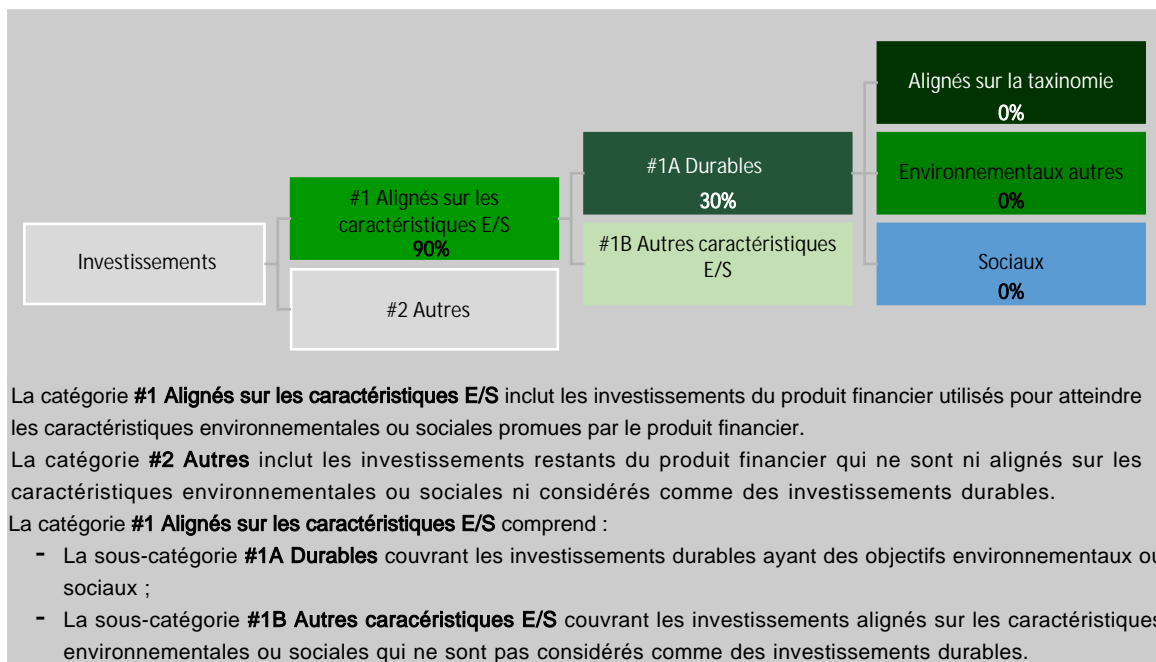 Alignés sur la taxinomie
0%
#1A Durables
30%
Environnementaux autres
0%
#1 Alignés sur les
caractéristiques E/S
90%
#1B Autres caractéristiques
E/S
Investissements
Sociaux
0%
#2 Autres
La catégorie #1 Alignés sur les caractéristiques E/S inclut les investissements du produit financier utilisés pour atteindre
les caractéristiques environnementales ou sociales promues par le produit financier.
La catégorie #2 Autres inclut les investissements restants du produit financier qui ne sont ni alignés sur les
caractéristiques environnementales ou sociales ni considérés comme des investissements durables.
La catégorie #1 Alignés sur les caractéristiques E/S comprend :
- La sous-catégorie #1A Durables couvrant les investissements durables ayant des objectifs environnementaux ou
sociaux ;
- La sous-catégorie #1B Autres caracéristiques E/S couvrant les investissements alignés sur les caractéristiques
environnementales ou sociales qui ne sont pas considérés comme des investissements durables.